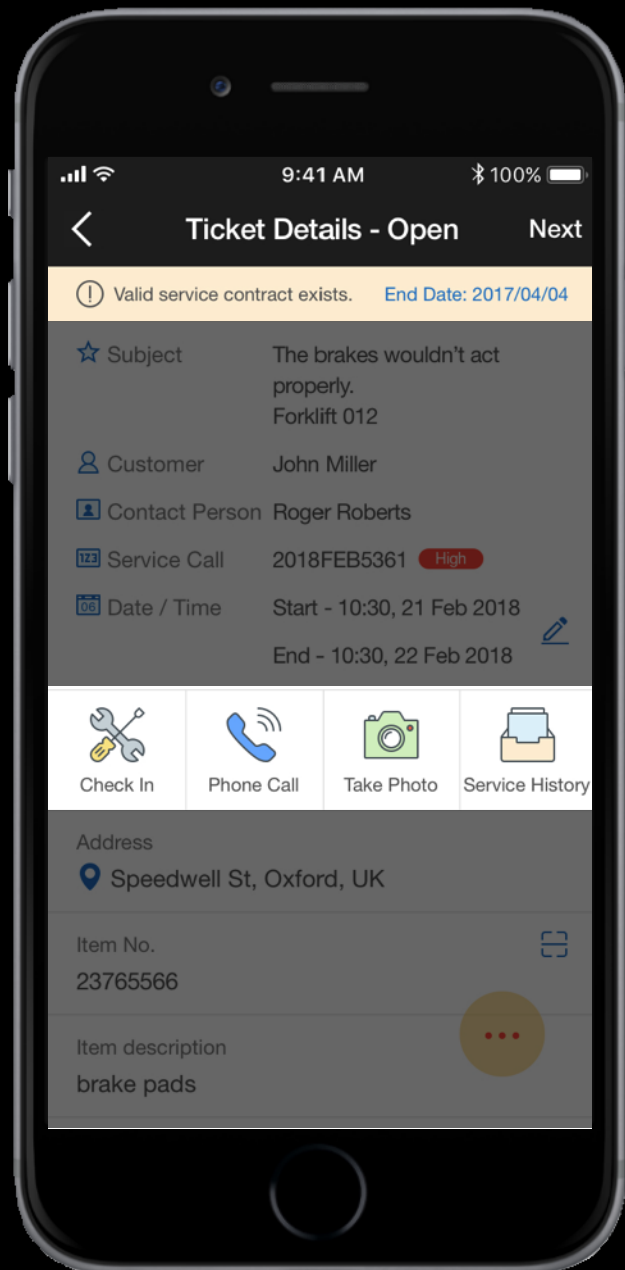 9:41 AM 100%
Ticket Details - Open Next
Valid service contract exists. End Date: 2017/04/04
Subject The brakes wouldn't act
properly.
Forklift 012
Customer John Miller
Contact Person Roger Roberts
123 Service Call 2018FEB5361 High
06 Date / Time Start - 10:30, 21 Feb 2018
End - 10:30, 22 Feb 2018
Check In Phone Call Take Photo Service History
Address
Speedwell St, Oxford, UK
Item No.
23765566
Item description
brake pads